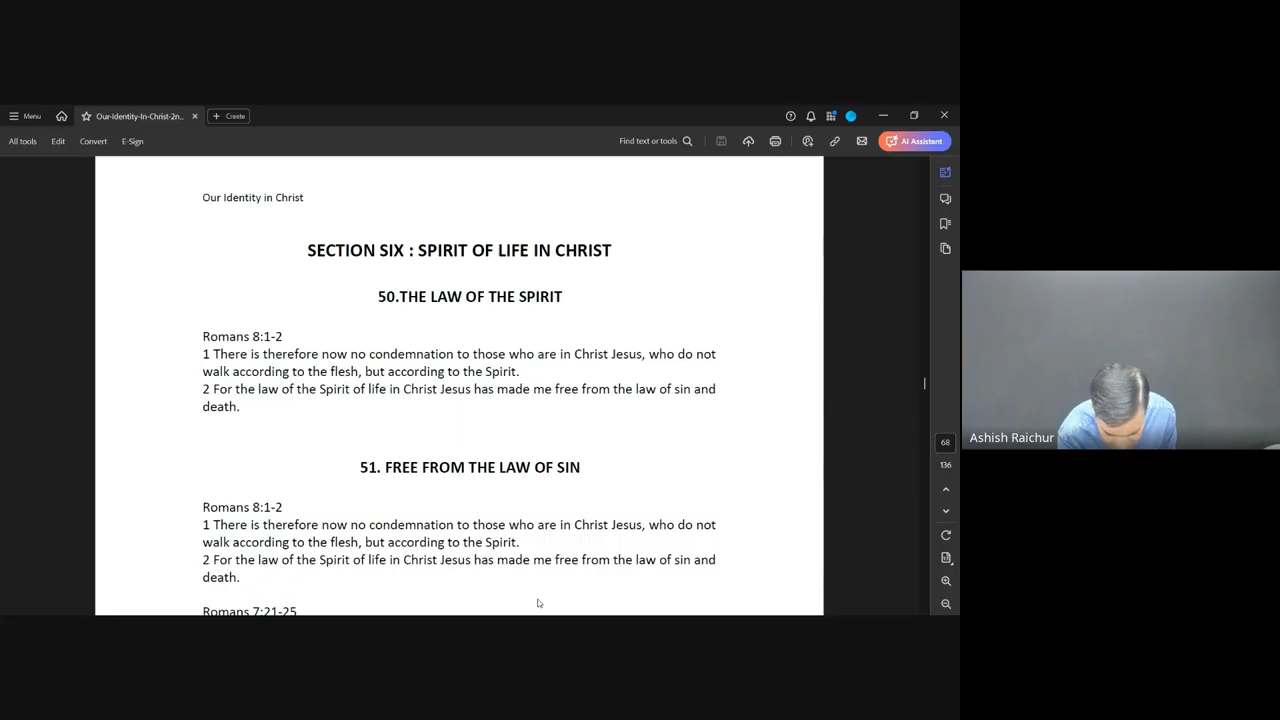 Menu
Our-Identity-In-Christ-2n...
Create
All tools
Edit
Convert
E-Sign
Find text or tools
AI Assistant
Our Identity in Christ
SECTION SIX : SPIRIT OF LIFE IN CHRIST
50.THE LAW OF THE SPIRIT
Romans 8:1-2
1 There is therefore now no condemnation to those who are in Christ Jesus, who do not
walk according to the flesh, but according to the Spirit.
2 For the law of the Spirit of life in Christ Jesus has made me free from the law of sin and
death.
51. FREE FROM THE LAW OF SIN
Romans 8:1-2
1 There is therefore now no condemnation to those who are in Christ Jesus, who do not
walk according to the flesh, but according to the Spirit.
2 For the law of the Spirit of life in Christ Jesus has made me free from the law of sin and
death.
Romans 7:21-25
68
136
Ashish Raichur